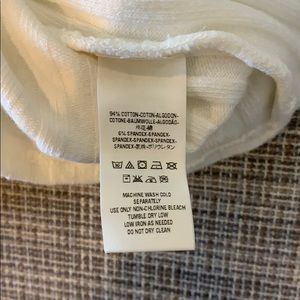 94% COTTON-COTON-ALGODON-
COTONE-BAUMWOLLE-ALGODÃO-
6% SPANDEX-SPANDEX-
SPANDEX-SPANDEX-SPANDEX-
MACHINE WASH COLD
SEPARATELY
USE ONLY NON-CHLORINE BLEACH
TUMBLE DRY LOW
LOW IRON AS NEEDED
DO NOT DRY CLEAN